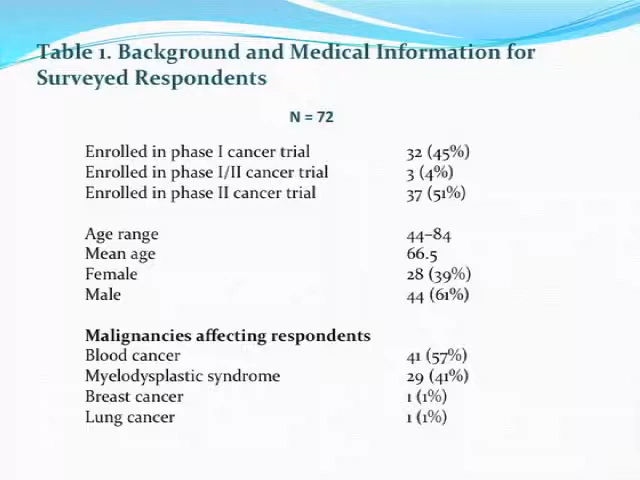 Table 1. Background and Medical Information for
Surveyed Respondents
N = 72
Enrolled in phase I cancer trial 32 (45%)
Enrolled in phase I/II cancer trial 3 (4%)
Enrolled in phase II cancer trial 37 (51%)
Age range 44–84
Mean age 66.5
Female 28 (39%)
Male 44 (61%)
Malignancies affecting respondents
Blood cancer 41 (57%)
Myelodysplastic syndrome 29 (41%)
Breast cancer 1 (1%)
Lung cancer 1 (1%)